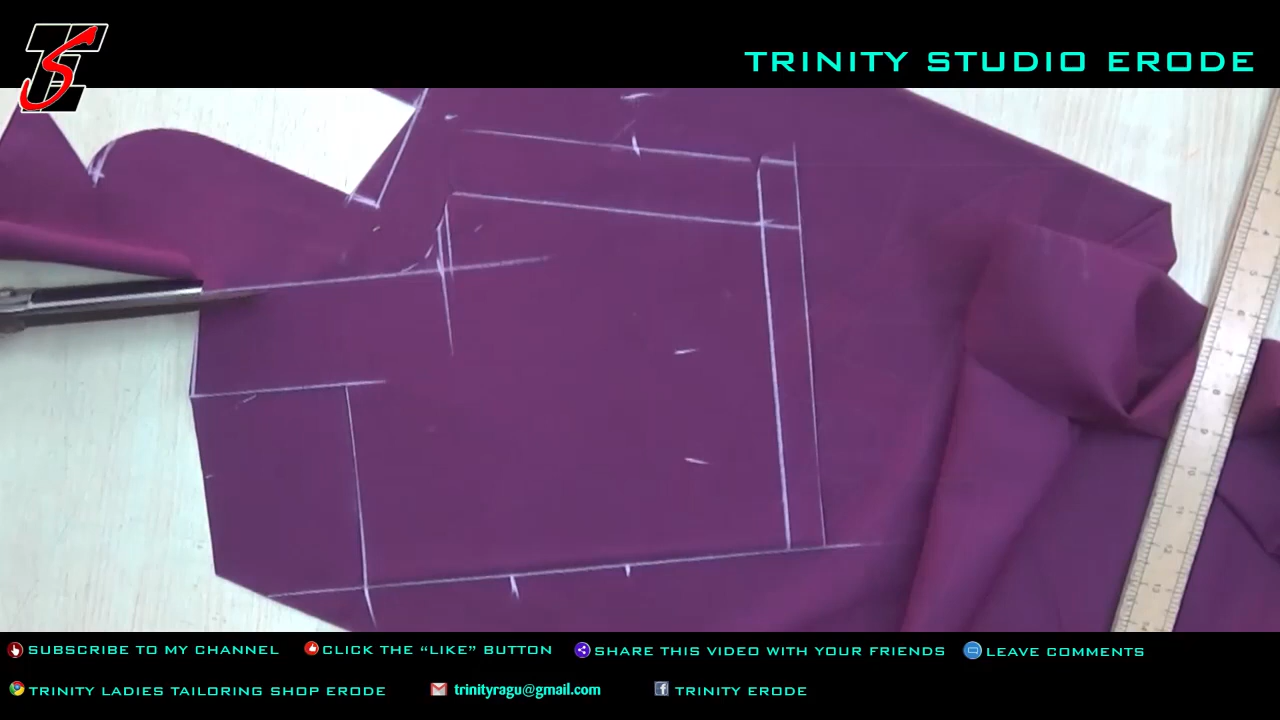 TRINITY STUDIO ERODE
TS
SUBSCRIBE TO MY CHANNEL
CLICK THE “LIKE” BUTTON
SHARE THIS VIDEO WITH YOUR FRIENDS
LEAVE COMMENTS
TRINITY LADIES TAILORING SHOP ERODE
trinityragu@gmail.com
TRINITY ERODE